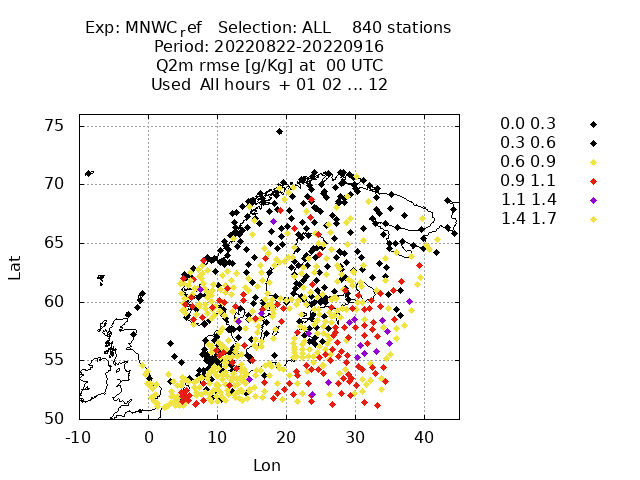 Exp: MNWC_ref Selection: ALL 840 stations
Period: 20220822-20220916
Q2m rmse [g/Kg] at 00 UTC
Used All hours + 01 02 ... 12
0.0 0.3
0.3 0.6
0.6 0.9
0.9 1.1
1.1 1.4
1.4 1.7
75
70
65
60
55
50
Lat
-10 0 10 20 30 40
Lon